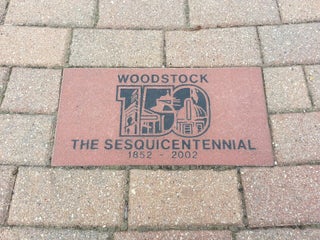 WOODSTOCK
150
THE SESQUICENTENNIAL
1852 - 2002